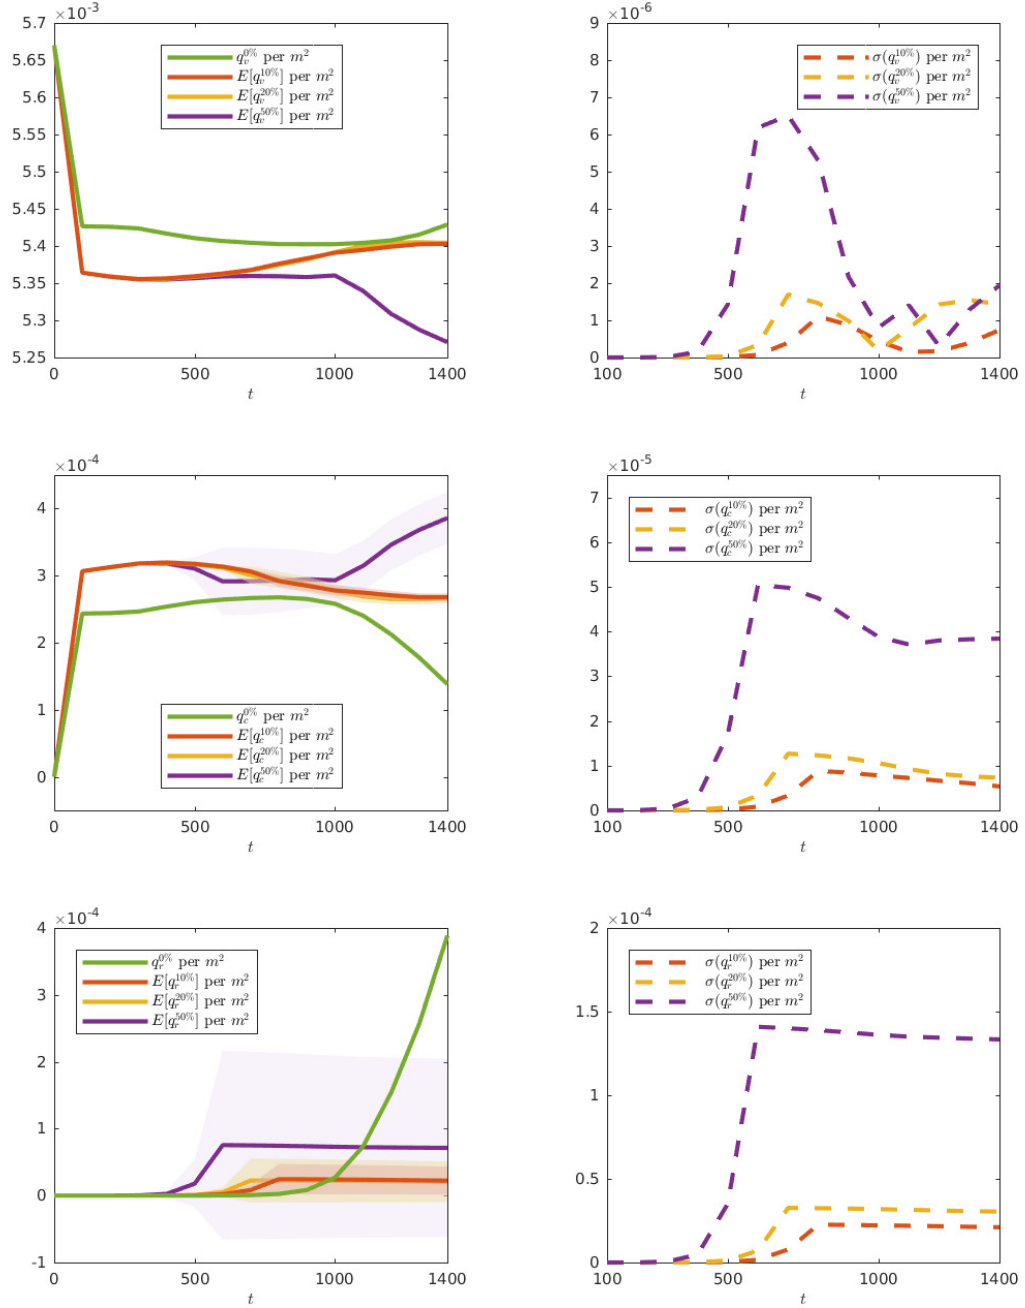 ×10⁻³
5.7
5.65
5.6
5.55
5.5
5.45
5.4
5.35
5.3
5.25
0
500
1000
1400
t
q_v^{0%} per m²
E[q_v^{10%}] per m²
E[q_v^{20%}] per m²
E[q_v^{50%}] per m²
×10⁻⁶
9
8
7
6
5
4
3
2
1
0
100
500
1000
1400
t
σ(q_v^{10%}) per m²
σ(q_v^{20%}) per m²
σ(q_v^{50%}) per m²
×10⁻⁴
4
3
2
1
0
0
500
1000
1400
t
q_c^{0%} per m²
E[q_c^{10%}] per m²
E[q_c^{20%}] per m²
E[q_c^{50%}] per m²
×10⁻⁵
7
6
5
4
3
2
1
0
100
500
1000
1400
t
σ(q_c^{10%}) per m²
σ(q_c^{20%}) per m²
σ(q_c^{50%}) per m²
×10⁻⁴
4
3
2
1
0
-1
0
500
1000
1400
t
q_r^{0%} per m²
E[q_r^{10%}] per m²
E[q_r^{20%}] per m²
E[q_r^{50%}] per m²
×10⁻⁴
2
1.5
1
0.5
0
100
500
1000
1400
t
σ(q_r^{10%}) per m²
σ(q_r^{20%}) per m²
σ(q_r^{50%}) per m²